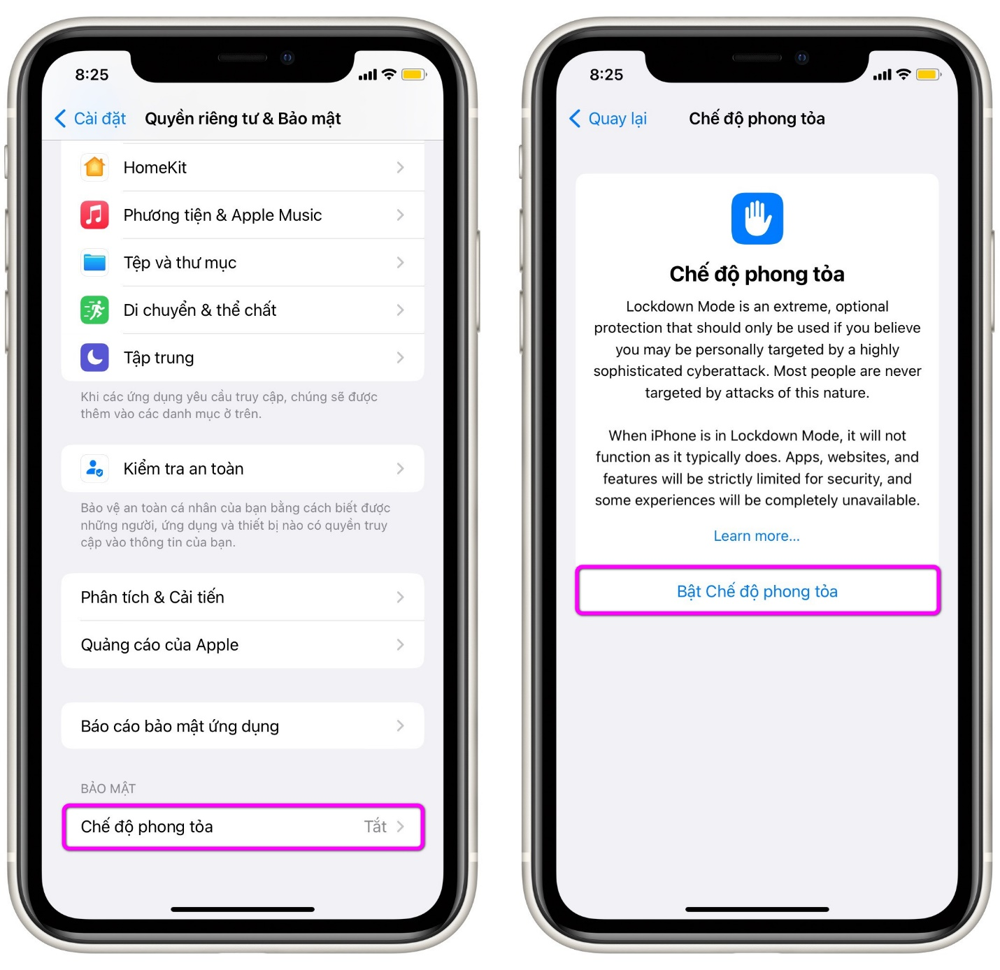 8:25
Cài đặt
Quyền riêng tư & Bảo mật
HomeKit
Phương tiện & Apple Music
Tệp và thư mục
Di chuyển & thể chất
Tập trung
Khi các ứng dụng yêu cầu truy cập, chúng sẽ được
thêm vào các danh mục ở trên.
Kiểm tra an toàn
Bảo vệ an toàn cá nhân của bạn bằng cách biết được
những người, ứng dụng và thiết bị nào có quyền truy
cập vào thông tin của bạn.
Phân tích & Cải tiến
Quảng cáo của Apple
Báo cáo bảo mật ứng dụng
BẢO MẬT
Chế độ phong tỏa Tắt
8:25
Quay lại
Chế độ phong tỏa
Chế độ phong tỏa
Lockdown Mode is an extreme, optional
protection that should only be used if you believe
you may be personally targeted by a highly
sophisticated cyberattack. Most people are never
targeted by attacks of this nature.
When iPhone is in Lockdown Mode, it will not
function as it typically does. Apps, websites, and
features will be strictly limited for security, and
some experiences will be completely unavailable.
Learn more...
Bật Chế độ phong tỏa